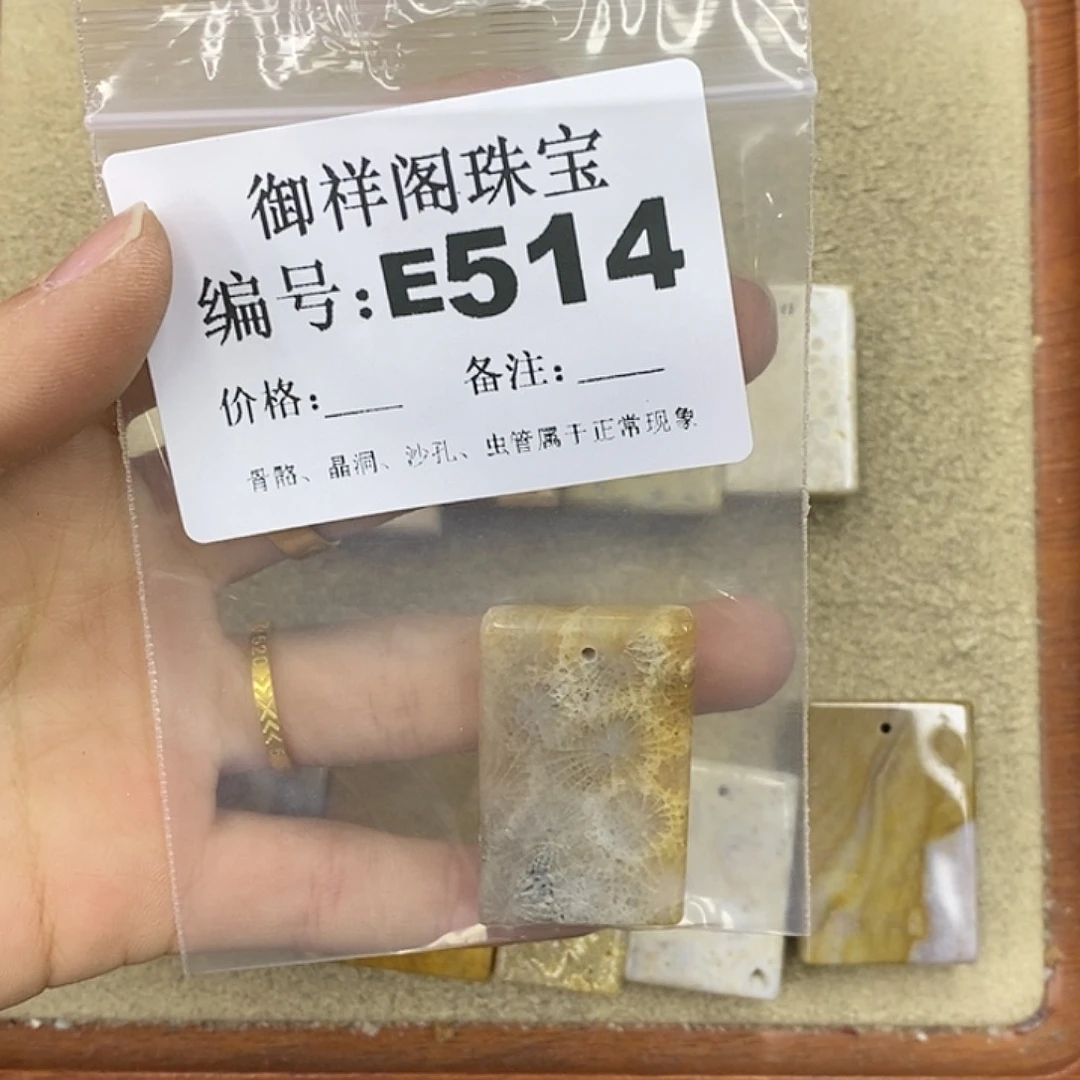 御祥阁珠宝
编号:E514
价格:___ 备注:____
骨骼、晶洞、沙孔、虫管属于正常现象